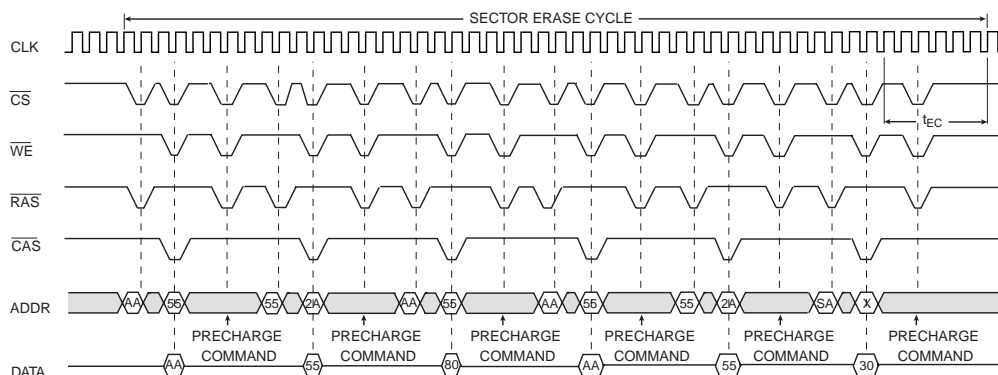 SECTOR ERASE CYCLE
CLK
CS
tEC
WE
RAS
CAS
ADDR AA 55 55 2A AA 55 AA 55 55 2A SA X
PRECHARGE COMMAND PRECHARGE COMMAND PRECHARGE COMMAND PRECHARGE COMMAND PRECHARGE COMMAND PRECHARGE COMMAND
DATA AA 55 80 AA 55 30